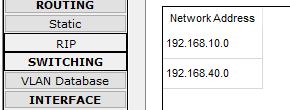 ROUTING
Static
RIP
SWITCHING
VLAN Database
INTERFACE
Network Address
192.168.10.0
192.168.40.0